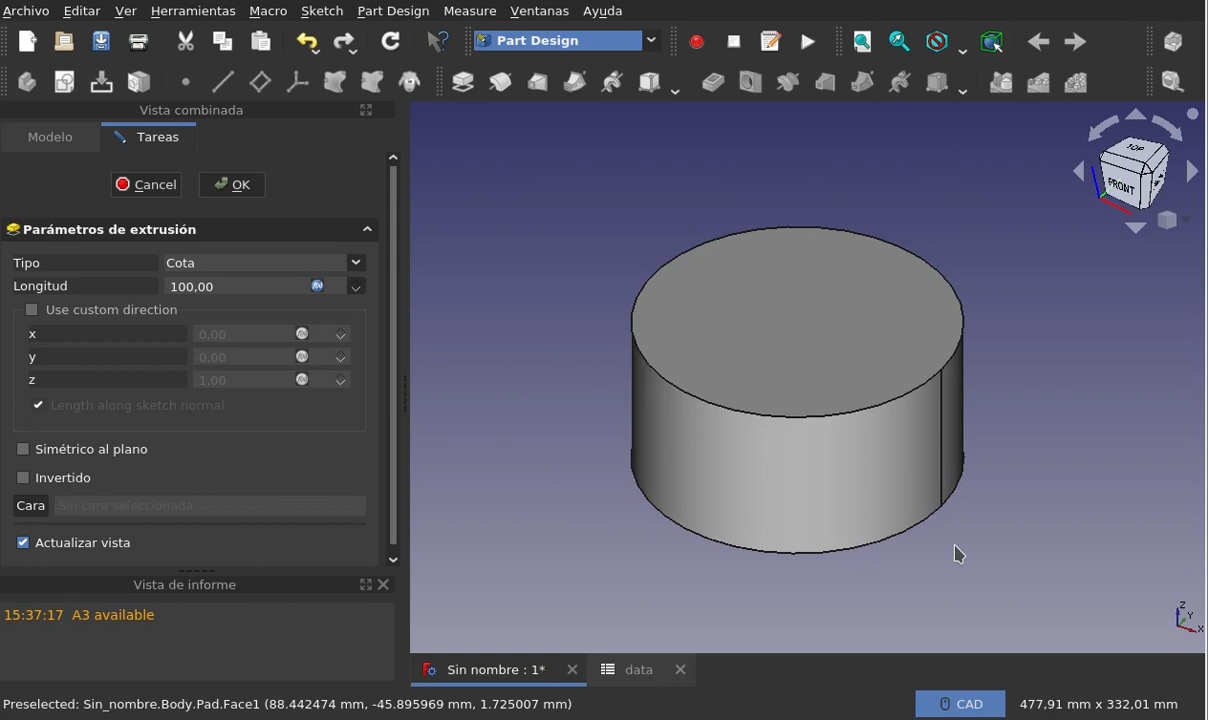 Archivo Editar Ver Herramientas Macro Sketch Part Design Measure Ventanas Ayuda
Part Design
Vista combinada
Modelo Tareas
Cancel OK
Parámetros de extrusión
Tipo Cota
Longitud 100,00
Use custom direction
x 0,00
y 0,00
z 1,00
Length along sketch normal
Simétrico al plano
Invertido
Cara Sin cara seleccionada
Actualizar vista
Vista de informe
15:37:17 A3 available
TOP
FRONT
Z
Y
X
Sin nombre : 1* data
Preselected: Sin_nombre.Body.Pad.Face1 (88.442474 mm, -45.895969 mm, 1.725007 mm) CAD 477,91 mm x 332,01 mm